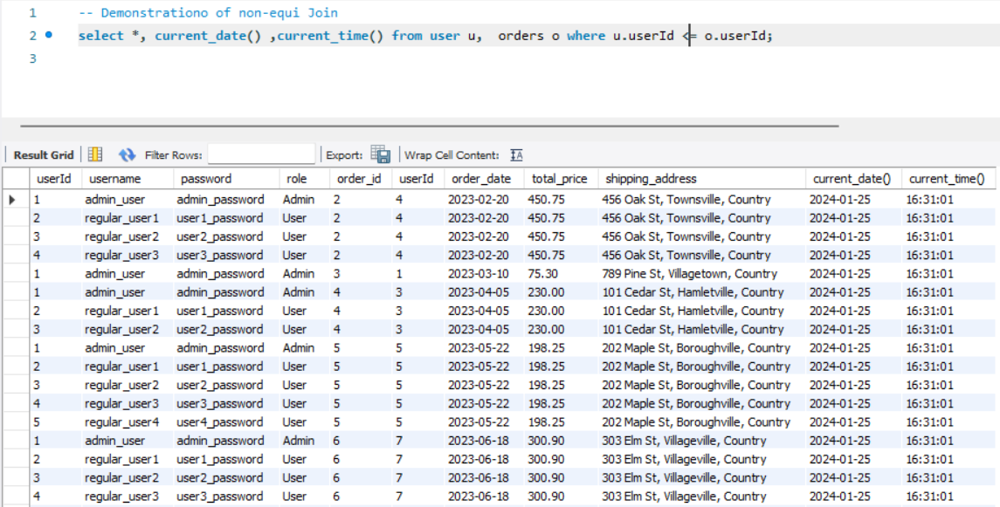 1 -- Demonstrationo of non-equi Join
2 select *, current_date() ,current_time() from user u, orders o where u.userId <= o.userId;
3
Result Grid Filter Rows: Export: Wrap Cell Content: IA
userId username password role order_id userId order_date total_price shipping_address current_date() current_time()
1 admin_user admin_password Admin 2 4 2023-02-20 450.75 456 Oak St, Townsville, Country 2024-01-25 16:31:01
2 regular_user1 user1_password User 2 4 2023-02-20 450.75 456 Oak St, Townsville, Country 2024-01-25 16:31:01
3 regular_user2 user2_password User 2 4 2023-02-20 450.75 456 Oak St, Townsville, Country 2024-01-25 16:31:01
4 regular_user3 user3_password User 2 4 2023-02-20 450.75 456 Oak St, Townsville, Country 2024-01-25 16:31:01
1 admin_user admin_password Admin 3 1 2023-03-10 75.30 789 Pine St, Villagetown, Country 2024-01-25 16:31:01
1 admin_user admin_password Admin 4 3 2023-04-05 230.00 101 Cedar St, Hamletville, Country 2024-01-25 16:31:01
2 regular_user1 user1_password User 4 3 2023-04-05 230.00 101 Cedar St, Hamletville, Country 2024-01-25 16:31:01
3 regular_user2 user2_password User 4 3 2023-04-05 230.00 101 Cedar St, Hamletville, Country 2024-01-25 16:31:01
1 admin_user admin_password Admin 5 5 2023-05-22 198.25 202 Maple St, Boroughville, Country 2024-01-25 16:31:01
2 regular_user1 user1_password User 5 5 2023-05-22 198.25 202 Maple St, Boroughville, Country 2024-01-25 16:31:01
3 regular_user2 user2_password User 5 5 2023-05-22 198.25 202 Maple St, Boroughville, Country 2024-01-25 16:31:01
4 regular_user3 user3_password User 5 5 2023-05-22 198.25 202 Maple St, Boroughville, Country 2024-01-25 16:31:01
5 regular_user4 user4_password User 5 5 2023-05-22 198.25 202 Maple St, Boroughville, Country 2024-01-25 16:31:01
1 admin_user admin_password Admin 6 7 2023-06-18 300.90 303 Elm St, Villageville, Country 2024-01-25 16:31:01
2 regular_user1 user1_password User 6 7 2023-06-18 300.90 303 Elm St, Villageville, Country 2024-01-25 16:31:01
3 regular_user2 user2_password User 6 7 2023-06-18 300.90 303 Elm St, Villageville, Country 2024-01-25 16:31:01
4 regular_user3 user3_password User 6 7 2023-06-18 300.90 303 Elm St, Villageville, Country 2024-01-25 16:31:01